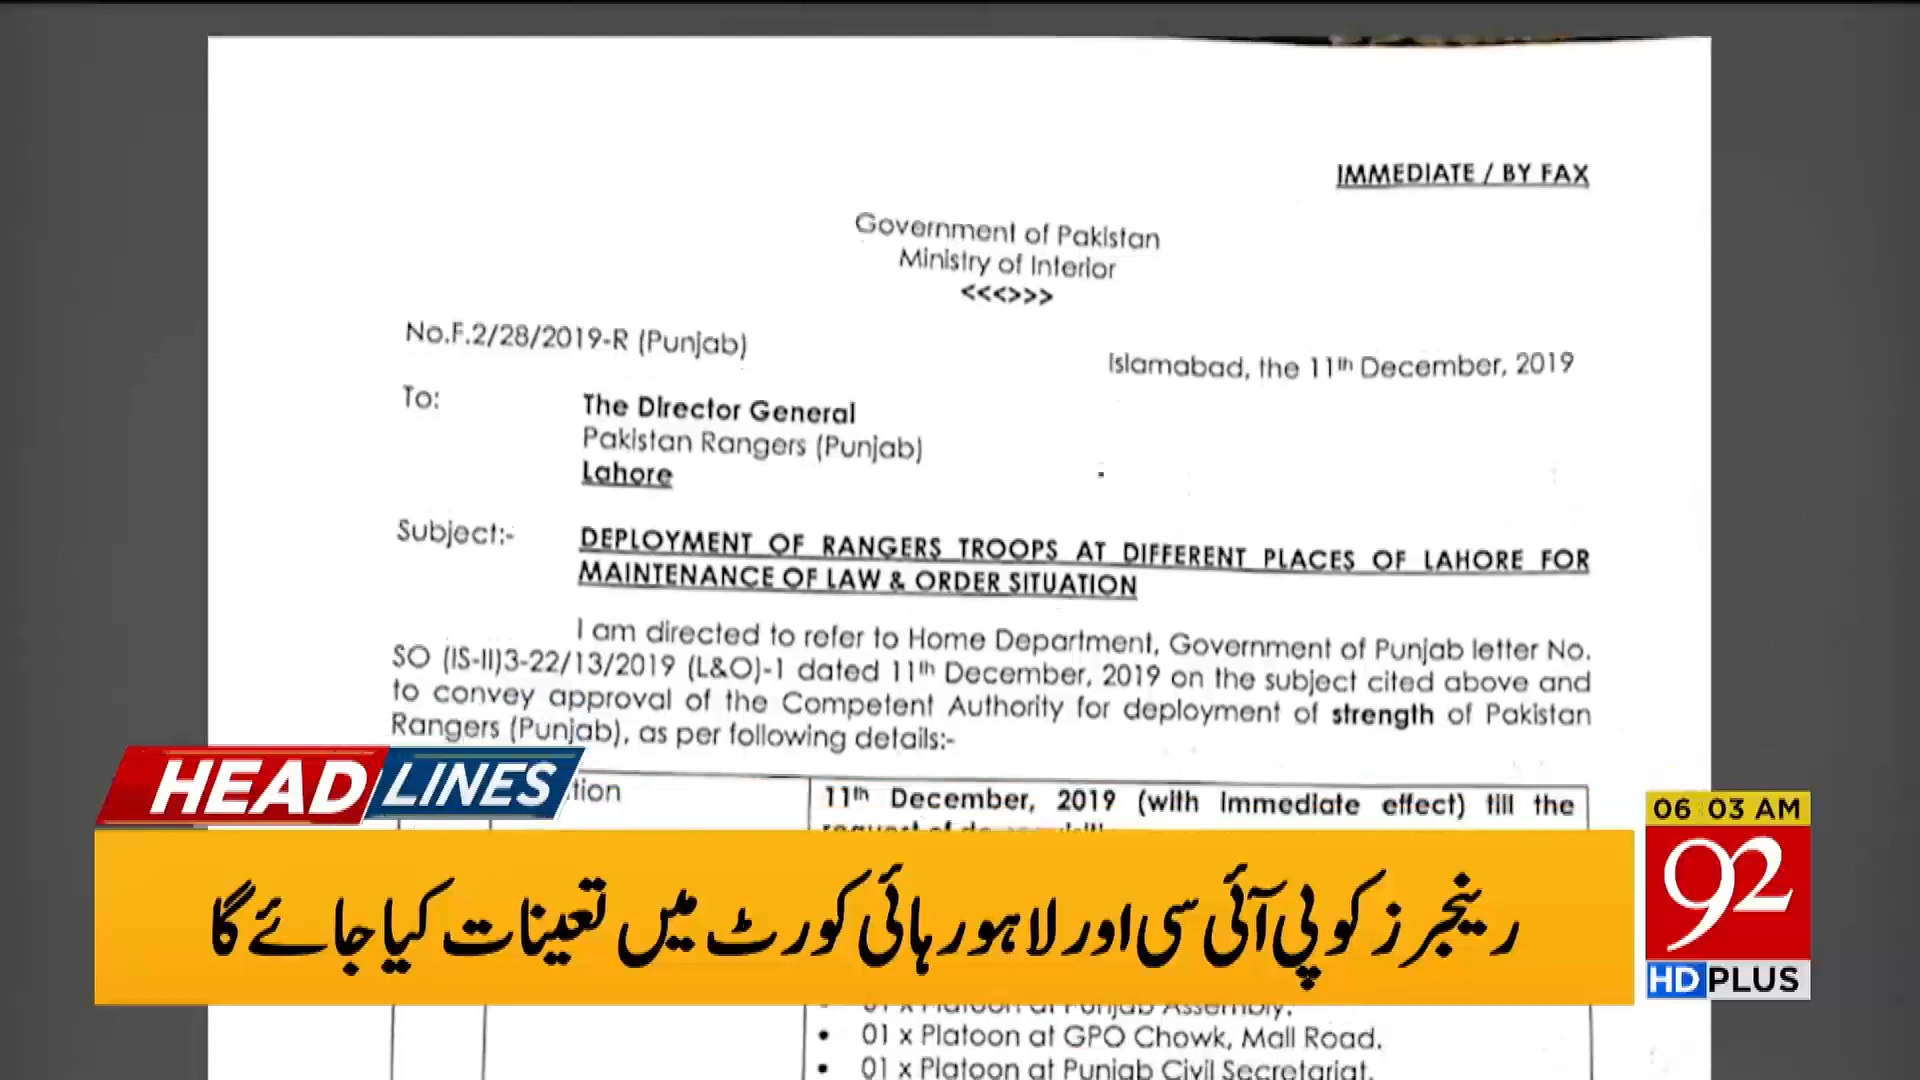 IMMEDIATE / BY FAX
Government of Pakistan
Ministry of Interior
<<<>>>
No.F.2/28/2019-R (Punjab)
Islamabad, the 11th December, 2019
To:
The Director General
Pakistan Rangers (Punjab)
Lahore
Subject:-
DEPLOYMENT OF RANGERS TROOPS AT DIFFERENT PLACES OF LAHORE FOR
MAINTENANCE OF LAW & ORDER SITUATION
I am directed to refer to Home Department, Government of Punjab letter No.
SO (IS-II)3-22/13/2019 (L&O)-1 dated 11th December, 2019 on the subject cited above and
to convey approval of the Competent Authority for deployment of strength of Pakistan
Rangers (Punjab), as per following details:-
HEADLINES
11th December, 2019 (with immediate effect) till the
06:03 AM
92
HD PLUS
رینجرز کو پی آئی سی اور لاہور ہائی کورٹ میں تعینات کیا جائے گا
01 x Platoon at Punjab Assembly.
• 01 x Platoon at GPO Chowk, Mall Road.
• 01 x Platoon at Punjab Civil Secretariat.